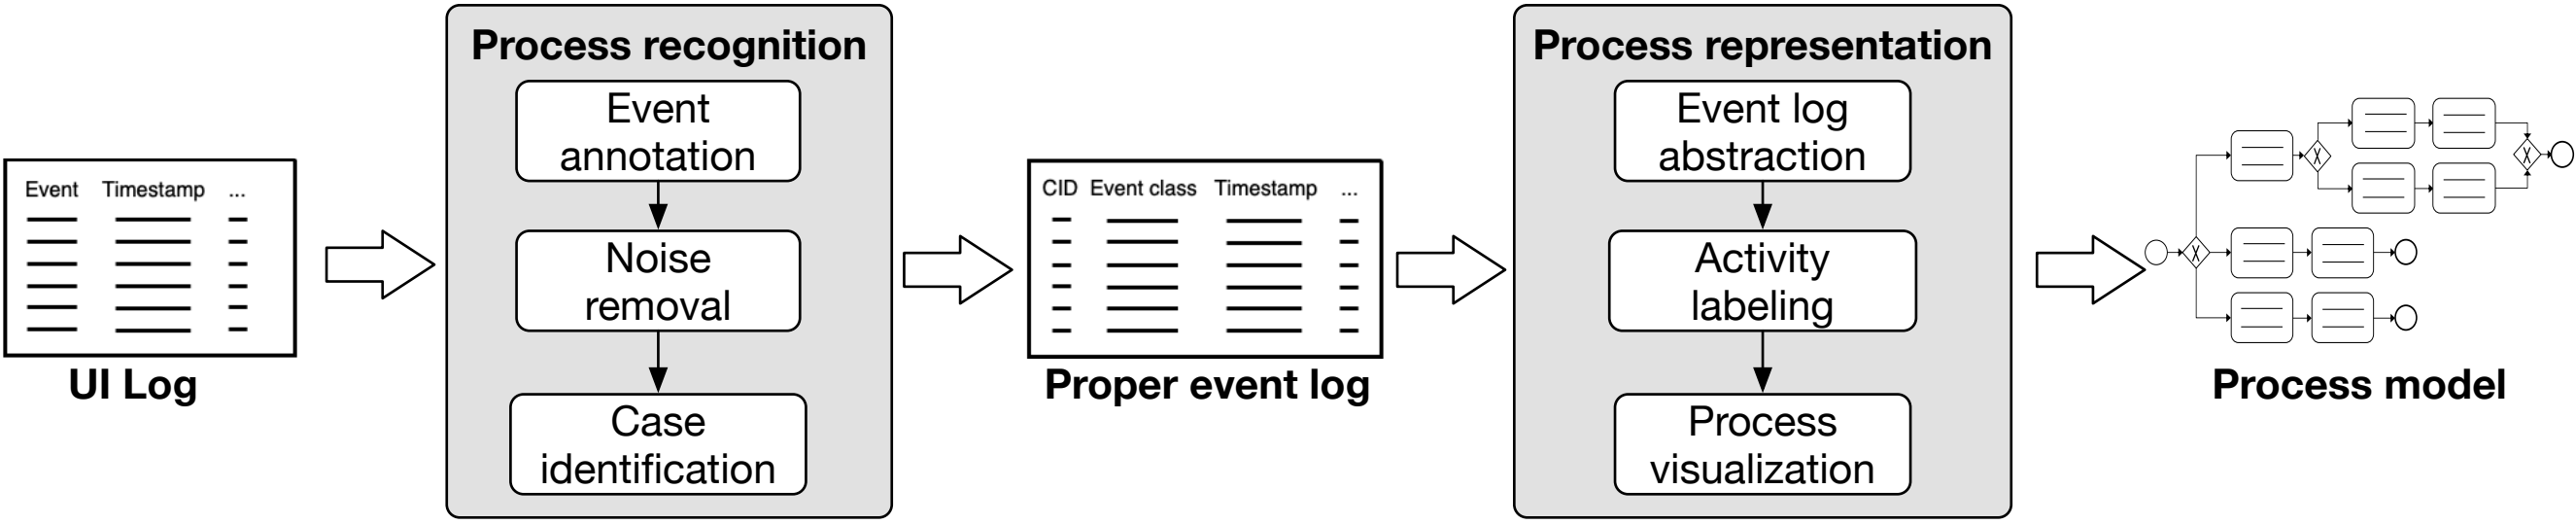 Event Timestamp ...
UI Log
Process recognition
Event
annotation
Noise
removal
Case
identification
CID Event class Timestamp ...
Proper event log
Process representation
Event log
abstraction
Activity
labeling
Process
visualization
X
X
X
Process model